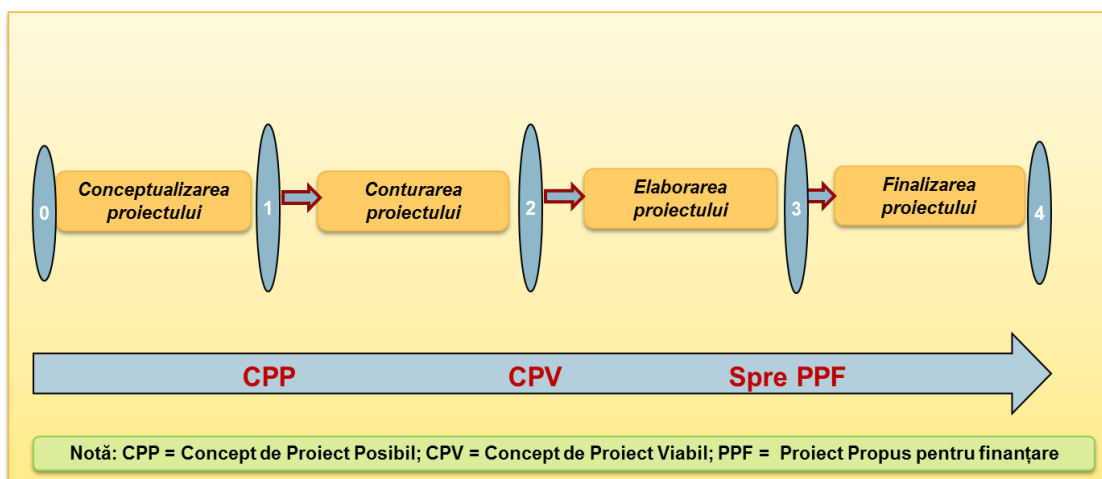 0
Conceptualizarea
proiectului
1
Conturarea
proiectului
2
Elaborarea
proiectului
3
Finalizarea
proiectului
4
CPP
CPV
Spre PPF
Notă: CPP = Concept de Proiect Posibil; CPV = Concept de Proiect Viabil; PPF = Proiect Propus pentru finanțare